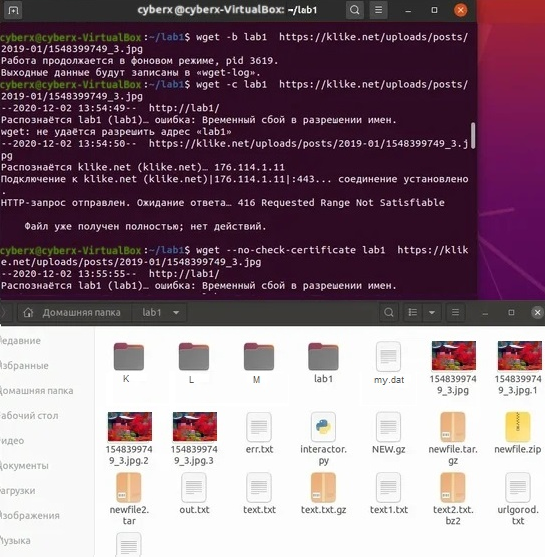 cyberx@cyberx-VirtualBox: ~/lab1
cyberx@cyberx-VirtualBox:~/lab1$ wget -b lab1  https://klike.net/uploads/posts/
2019-01/1548399749_3.jpg
Работа продолжается в фоновом режиме, pid 3619.
Выходные данные будут записаны в «wget-log».
cyberx@cyberx-VirtualBox:~/lab1$ wget -c lab1  https://klike.net/uploads/posts/
2019-01/1548399749_3.jpg
--2020-12-02 13:54:49--  http://lab1/
Распознаётся lab1 (lab1)… ошибка: Временный сбой в разрешении имен.
wget: не удаётся разрешить адрес «lab1»
--2020-12-02 13:54:50--  https://klike.net/uploads/posts/2019-01/1548399749_3.j
pg
Распознаётся klike.net (klike.net)… 176.114.1.11
Подключение к klike.net (klike.net)|176.114.1.11|:443... соединение установлено
.
HTTP-запрос отправлен. Ожидание ответа… 416 Requested Range Not Satisfiable
Файл уже получен полностью; нет действий.
cyberx@cyberx-VirtualBox:~/lab1$ wget --no-check-certificate lab1  https://klik
e.net/uploads/posts/2019-01/1548399749_3.jpg
--2020-12-02 13:55:55--  http://lab1/
Распознаётся lab1 (lab1)… ошибка: Временный сбой в разрешении имен.
Домашняя папка lab1
едавние
збранные
омашняя папка
абочий стол
идео
окументы
агрузки
зображения
узыка
K L M lab1 my.dat 154839974 154839974
9_3.jpg 9_3.jpg.1
154839974 154839974 err.txt interactor. NEW.gz newfile.tar. newfile.zip
9_3.jpg.2 9_3.jpg.3 py gz
newfile2. out.txt text.txt text.txt.gz text1.txt text2.txt. urlgorod.
tar bz2 txt